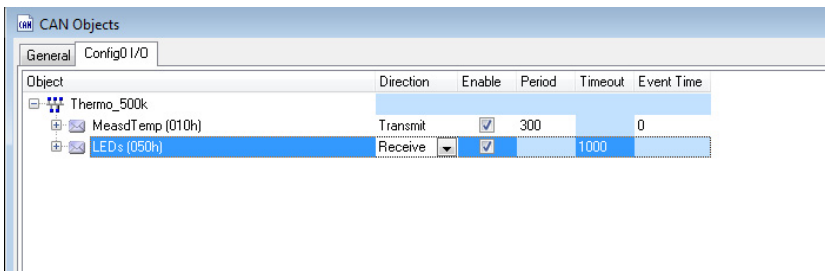 CAN CAN Objects
General Config0 I/O
Object Direction Enable Period Timeout Event Time
Thermo_500k
MeasdTemp (010h) Transmit 300 0
LEDs (050h) Receive 1000